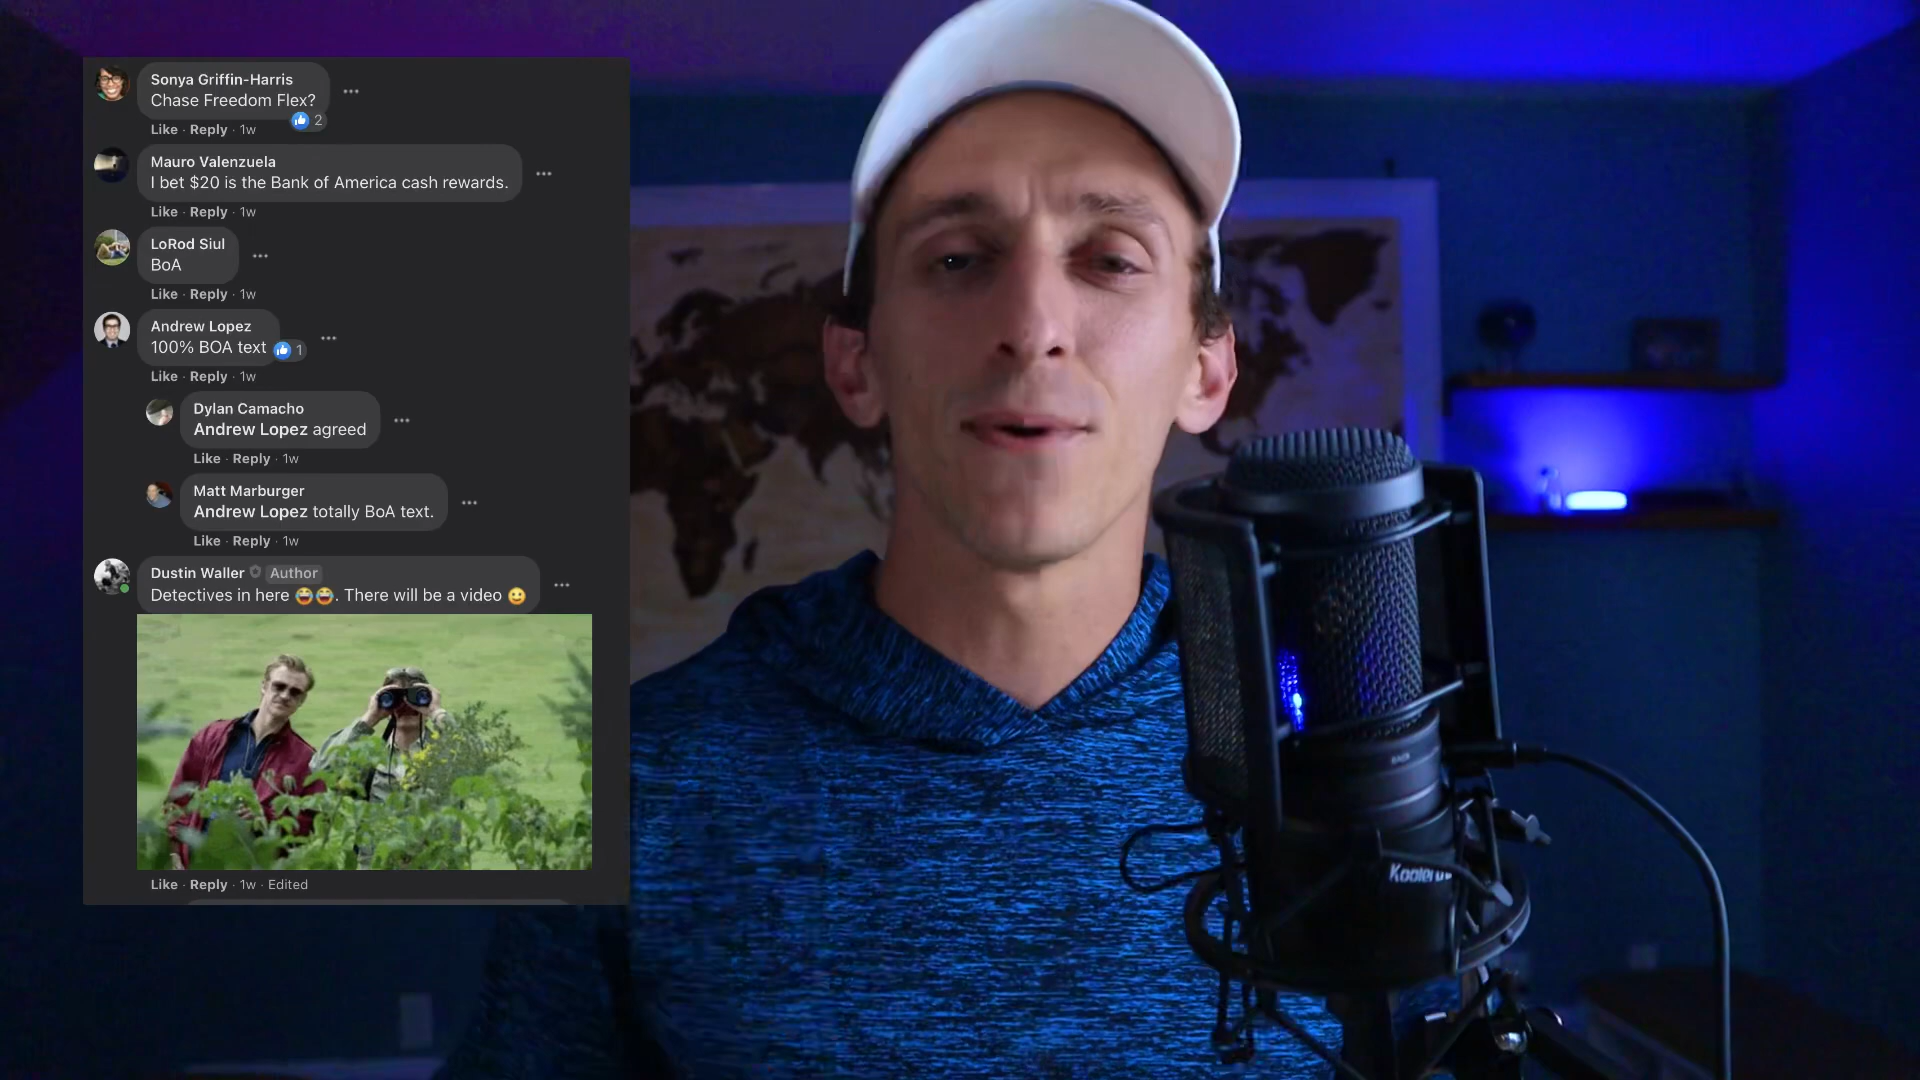 Sonya Griffin-Harris
Chase Freedom Flex?
Like · Reply · 1w
2
Mauro Valenzuela
I bet $20 is the Bank of America cash rewards.
Like · Reply · 1w
LoRod Siul
BoA
Like · Reply · 1w
Andrew Lopez
100% BOA text
1
Like · Reply · 1w
Dylan Camacho
Andrew Lopez agreed
Like · Reply · 1w
Matt Marburger
Andrew Lopez totally BoA text.
Like · Reply · 1w
Dustin Waller Author
Detectives in here 😂😂. There will be a video 😀
Like · Reply · 1w · Edited